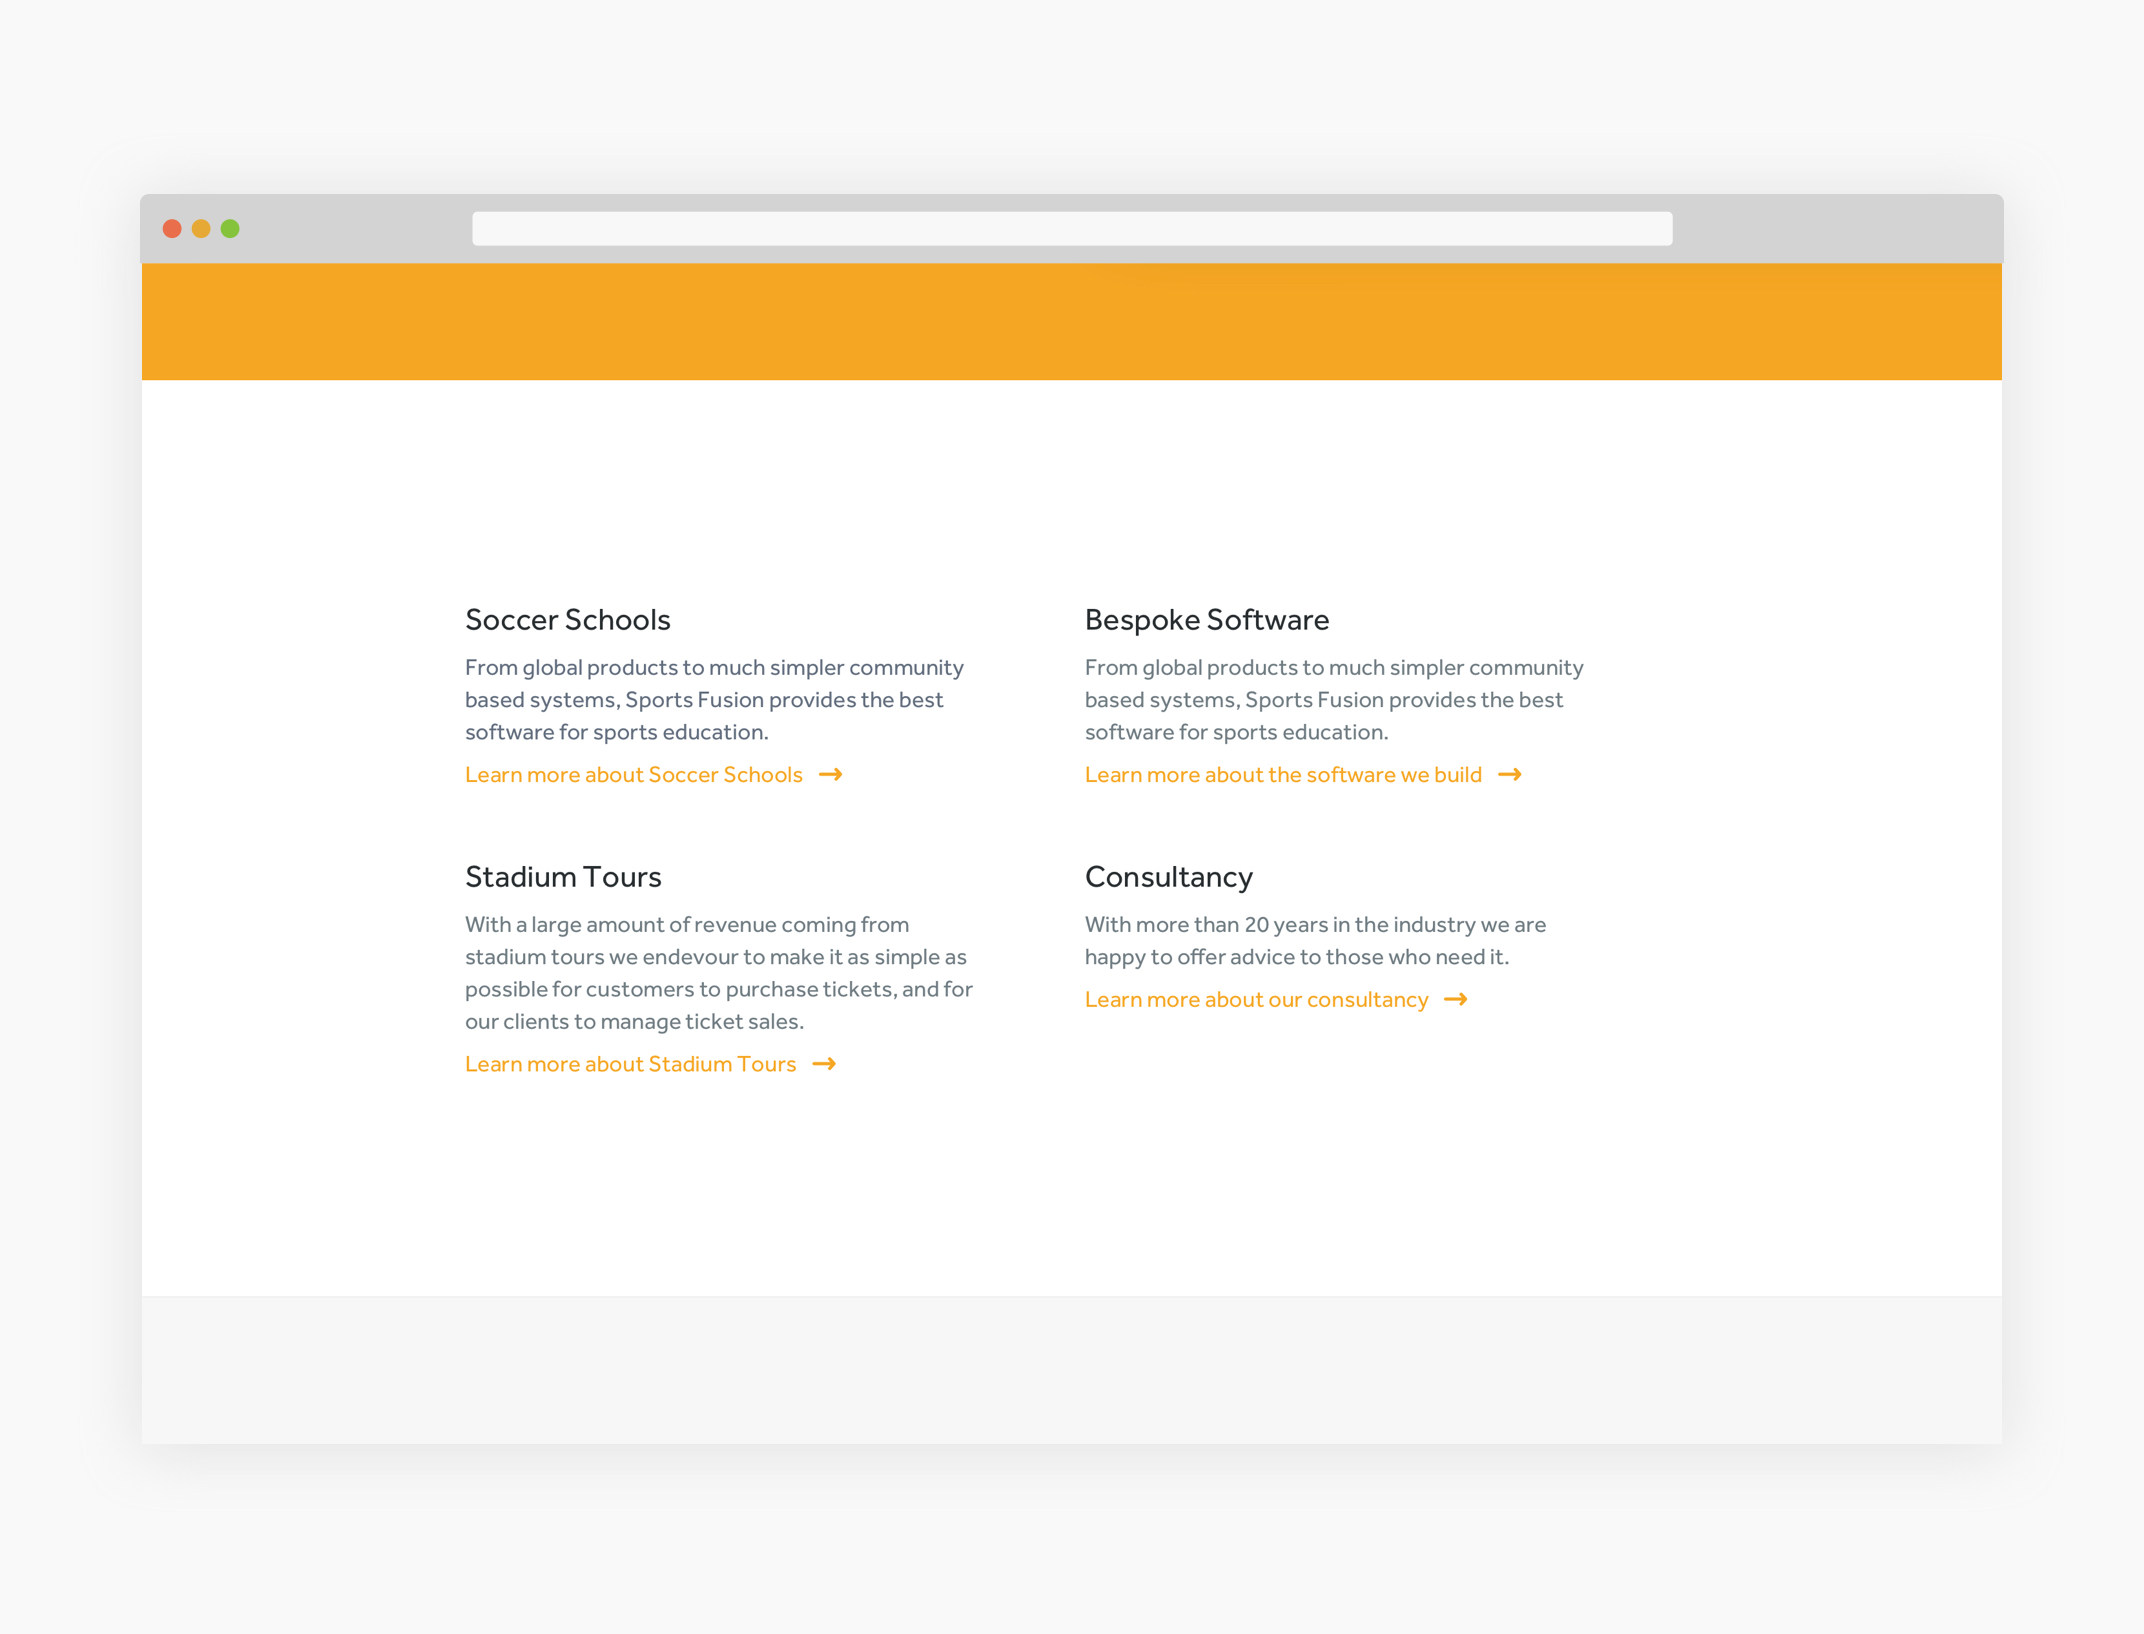 Soccer Schools
From global products to much simpler community
based systems, Sports Fusion provides the best
software for sports education.
Learn more about Soccer Schools →
Bespoke Software
From global products to much simpler community
based systems, Sports Fusion provides the best
software for sports education.
Learn more about the software we build →
Stadium Tours
With a large amount of revenue coming from
stadium tours we endevour to make it as simple as
possible for customers to purchase tickets, and for
our clients to manage ticket sales.
Learn more about Stadium Tours →
Consultancy
With more than 20 years in the industry we are
happy to offer advice to those who need it.
Learn more about our consultancy →